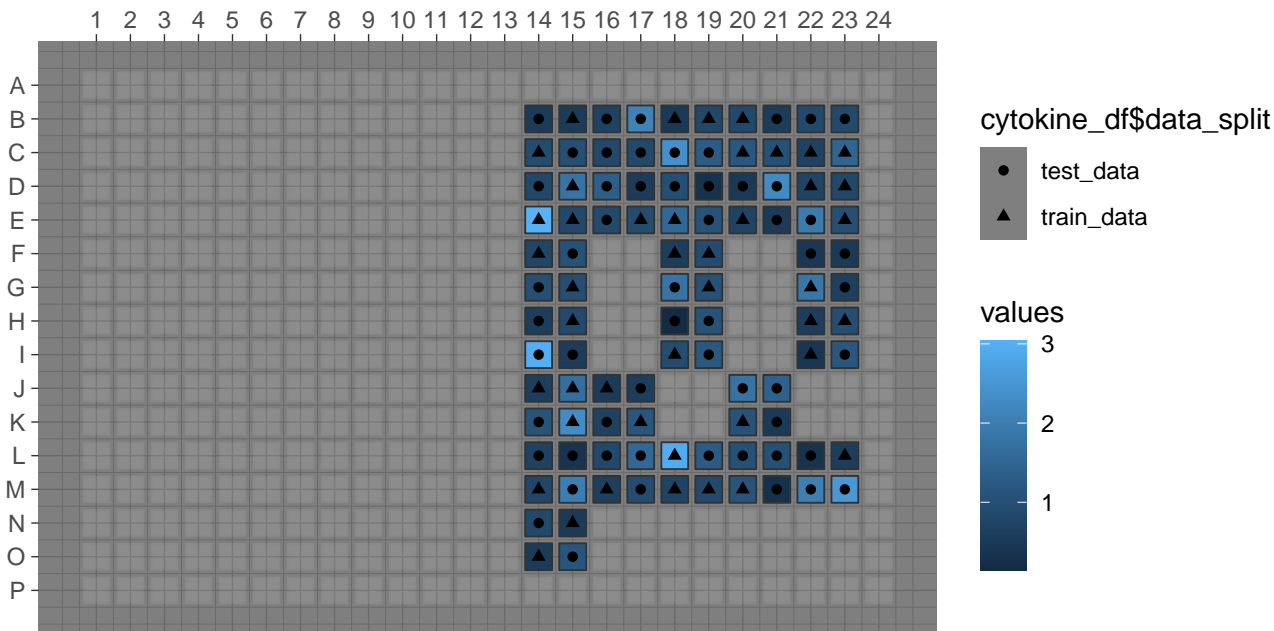 1 2 3 4 5 6 7 8 9 10 11 12 13 14 15 16 17 18 19 20 21 22 23 24
A
B
C
D
E
F
G
H
I
J
K
L
M
N
O
P
cytokine_df$data_split
test_data
train_data
values
3
2
1